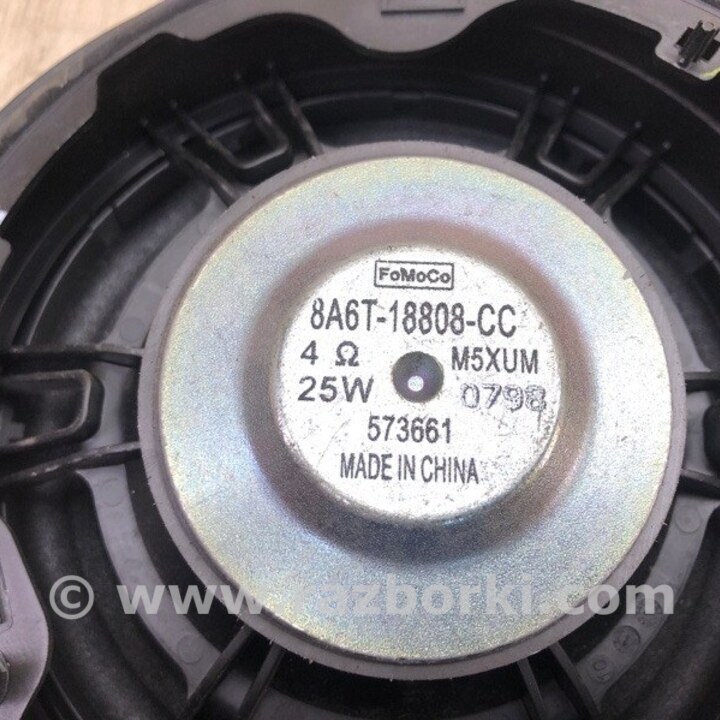 FoMoCo
8A6T-18808-CC
4 Ω M5XUM
25W 0798
573661
MADE IN CHINA
© www.razborki.com